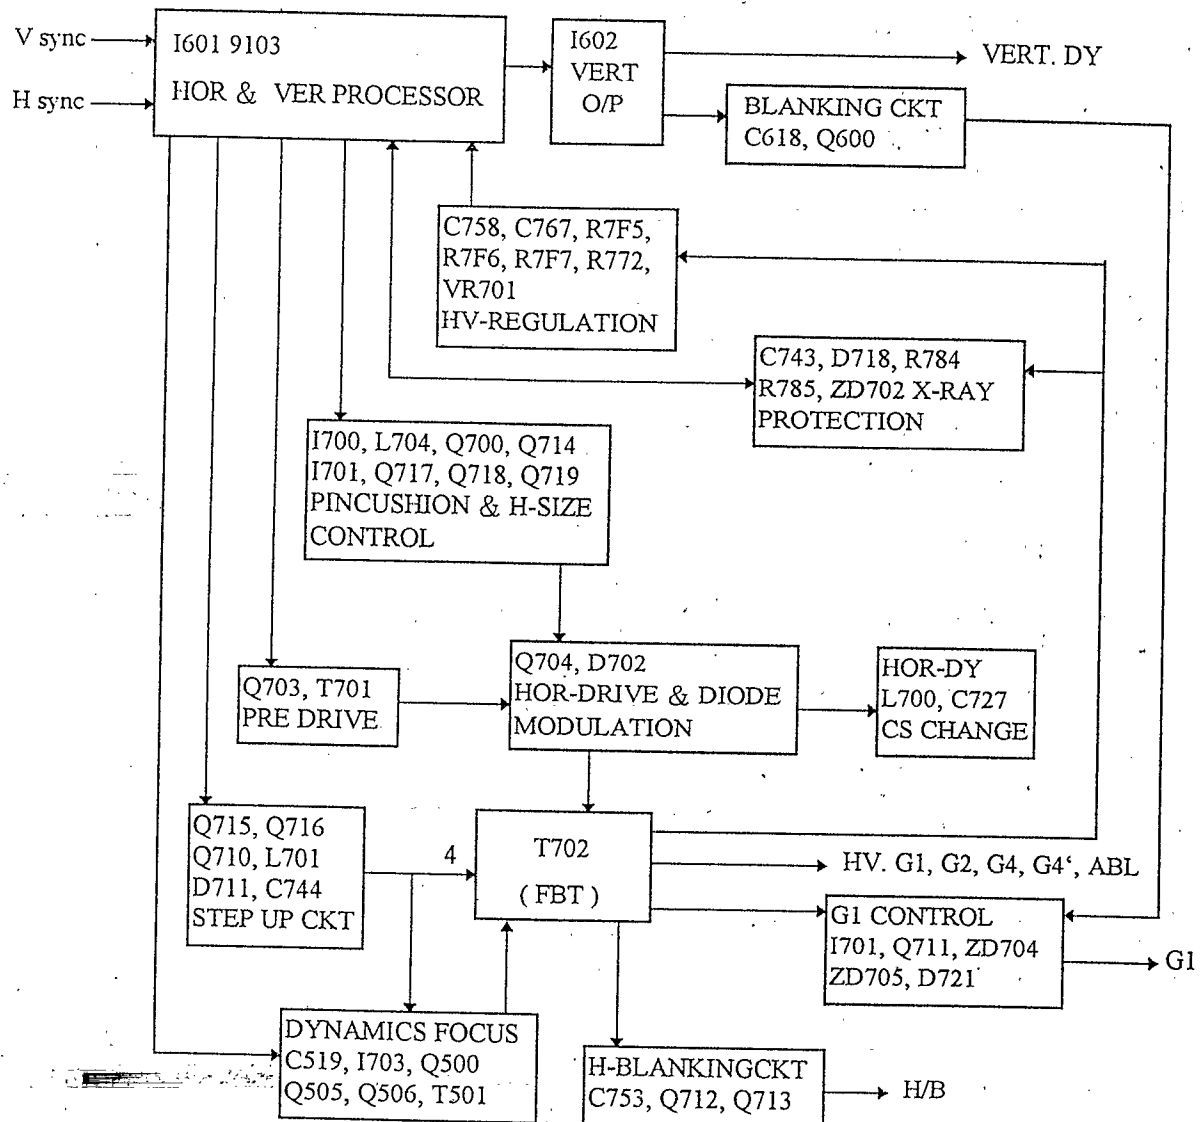 V sync
H sync
I601 9103
HOR & VER PROCESSOR
I602
VERT
O/P
VERT. DY
BLANKING CKT
C618, Q600
C758, C767, R7F5,
R7F6, R7F7, R772,
VR701
HV-REGULATION
C743, D718, R784
R785, ZD702 X-RAY
PROTECTION
I700, L704, Q700, Q714
I701, Q717, Q718, Q719
PINCUSHION & H-SIZE
CONTROL
Q703, T701
PRE DRIVE
Q704, D702
HOR-DRIVE & DIODE
MODULATION
HOR-DY
L700, C727
CS CHANGE
Q715, Q716
Q710, L701
D711, C744
STEP UP CKT
4
T702
( FBT )
HV. G1, G2, G4, G4‘, ABL
G1 CONTROL
I701, Q711, ZD704
ZD705, D721
G1
DYNAMICS FOCUS
C519, I703, Q500
Q505, Q506, T501
H-BLANKINGCKT
C753, Q712, Q713
H/B